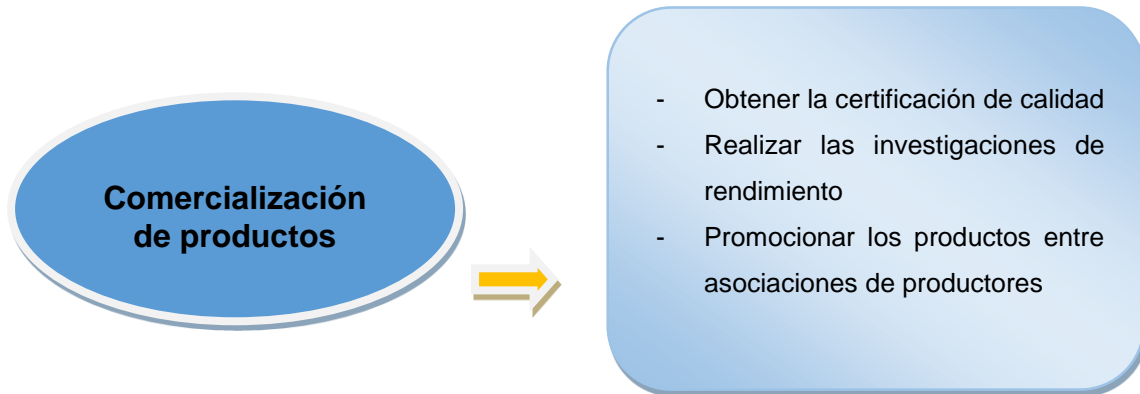 Comercialización
de productos
- Obtener la certificación de calidad
- Realizar las investigaciones de
rendimiento
- Promocionar los productos entre
asociaciones de productores